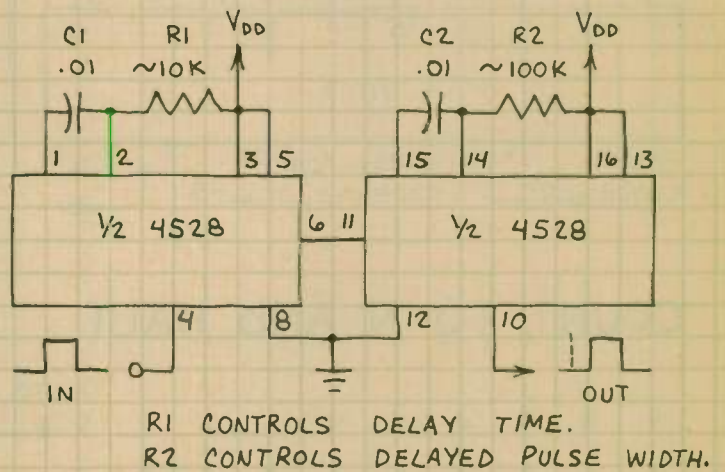 C1 R1 VDD C2 R2 VDD
.01 ~10K .01 ~100K
1 2 3 5 15 14 16 13
1/2 4528 6 11 1/2 4528
4 8 12 10
IN OUT
R1 CONTROLS DELAY TIME.
R2 CONTROLS DELAYED PULSE WIDTH.